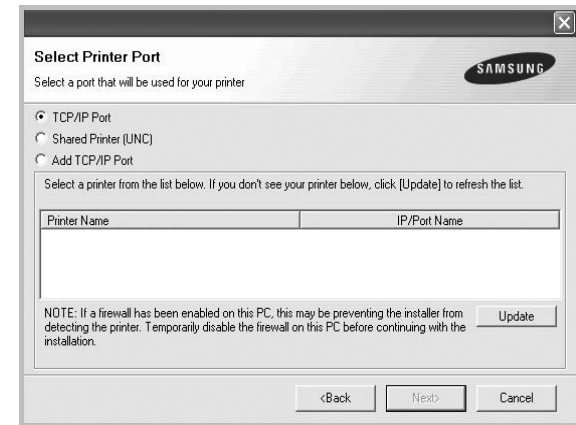 Select Printer Port
Select a port that will be used for your printer
SAMSUNG
TCP/IP Port
Shared Printer (UNC)
Add TCP/IP Port
Select a printer from the list below. If you don't see your printer below, click [Update] to refresh the list.
Printer Name IP/Port Name
NOTE: If a firewall has been enabled on this PC, this may be preventing the installer from
detecting the printer. Temporarily disable the firewall on this PC before continuing with the
installation.
Update
<Back Next> Cancel